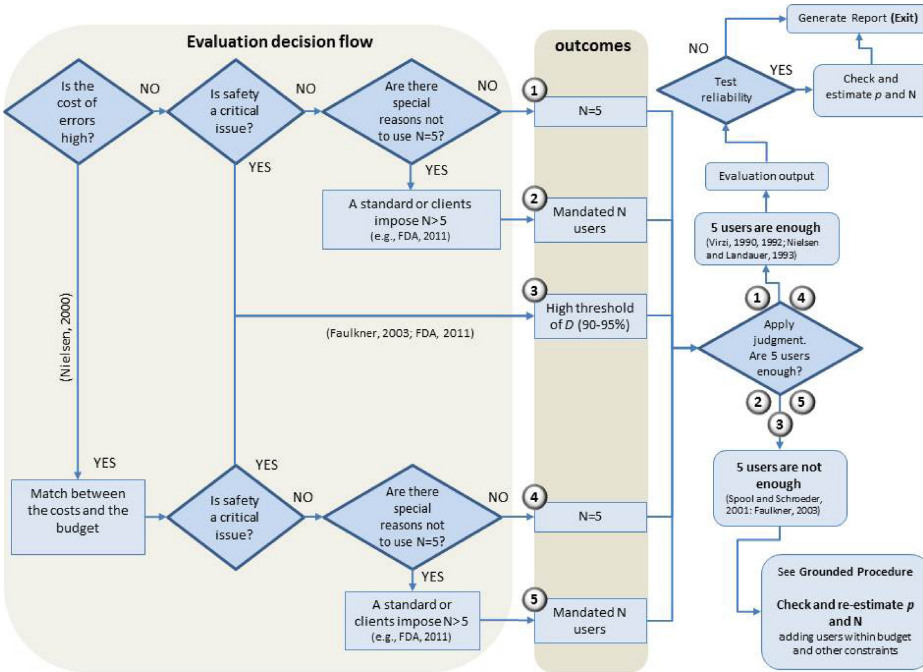 Evaluation decision flow
outcomes
Is the
cost of
errors
high?
NO
YES
(Nielsen, 2000)
Is safety
a critical
issue?
NO
YES
Are there
special
reasons not
to use N=5?
NO
YES
A standard or clients
impose N>5
(e.g., FDA, 2011)
(Faulkner, 2003; FDA, 2011)
Match between
the costs and the
budget
YES
Is safety
a critical
issue?
NO
Are there
special
reasons not
to use N=5?
NO
YES
A standard or
clients impose N>5
(e.g., FDA, 2011)
1
N=5
2
Mandated N
users
3
High threshold
of D (90-95%)
4
N=5
5
Mandated N
users
Generate Report (Exit)
NO
YES
Test
reliability
Check and
estimate p and N
Evaluation output
5 users are enough
(Virzi, 1990, 1992; Nielsen
and Landauer, 1993)
1
4
Apply
judgment.
Are 5 users
enough?
2
5
3
5 users are not
enough
(Spool and Schroeder,
2001: Faulkner, 2003)
See Grounded Procedure
Check and re-estimate p
and N
adding users within budget
and other constraints